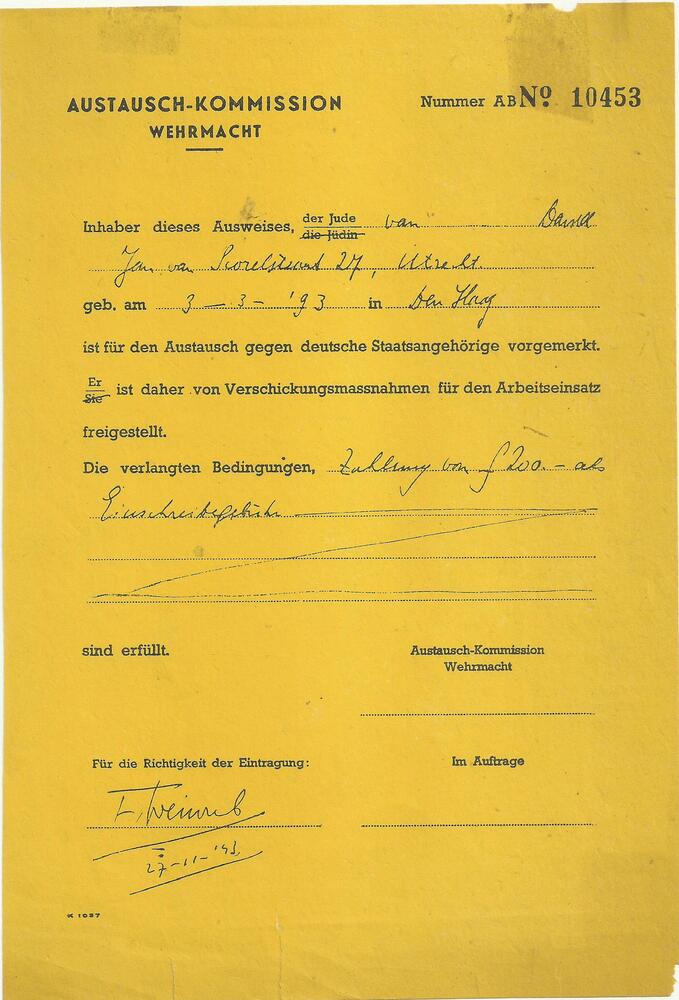 AUSTAUSCH-KOMMISSION
WEHRMACHT
Nummer AB Nº 10453
Inhaber dieses Ausweises, der Jude van
die Jüdin
Jan van Scorelstraat 27, Utrecht
geb. am 3 — 3 — '93 in Den Haag
ist für den Austausch gegen deutsche Staatsangehörige vorgemerkt.
Er
Sie
ist daher von Verschickungsmassnahmen für den Arbeitseinsatz
freigestellt.
Die verlangten Bedingungen, Zahlung von f 200.— als
Einschreibegebühr
sind erfüllt.
Austausch-Kommission
Wehrmacht
Für die Richtigkeit der Eintragung:
Im Auftrage
F. Weinreb
27-11-'43
K 1037